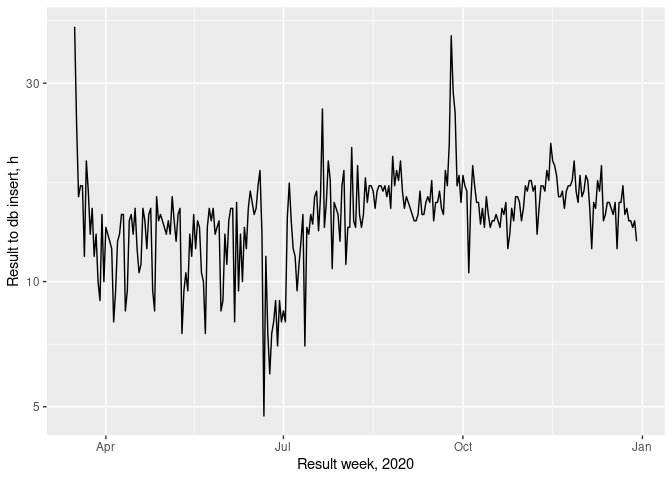 Result to db insert, h
30
10
5
Apr
Jul
Oct
Jan
Result week, 2020